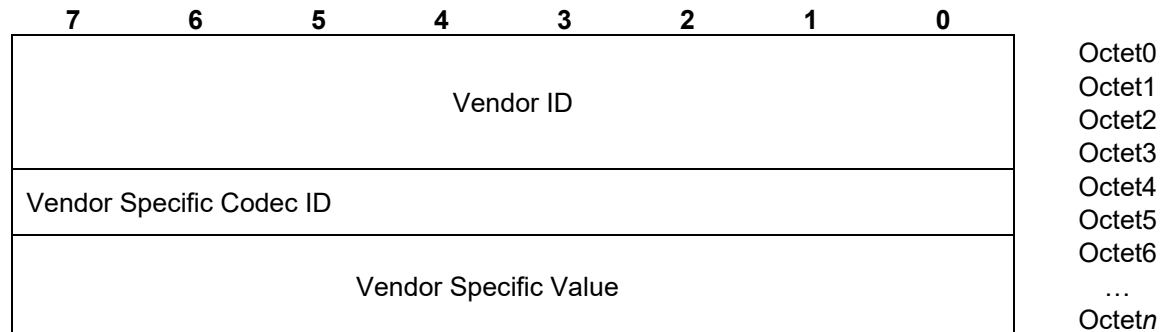 7 6 5 4 3 2 1 0
Octet0
Octet1
Vendor ID
Octet2
Octet3
Octet4
Vendor Specific Codec ID
Octet5
Octet6
Vendor Specific Value
…
Octetn